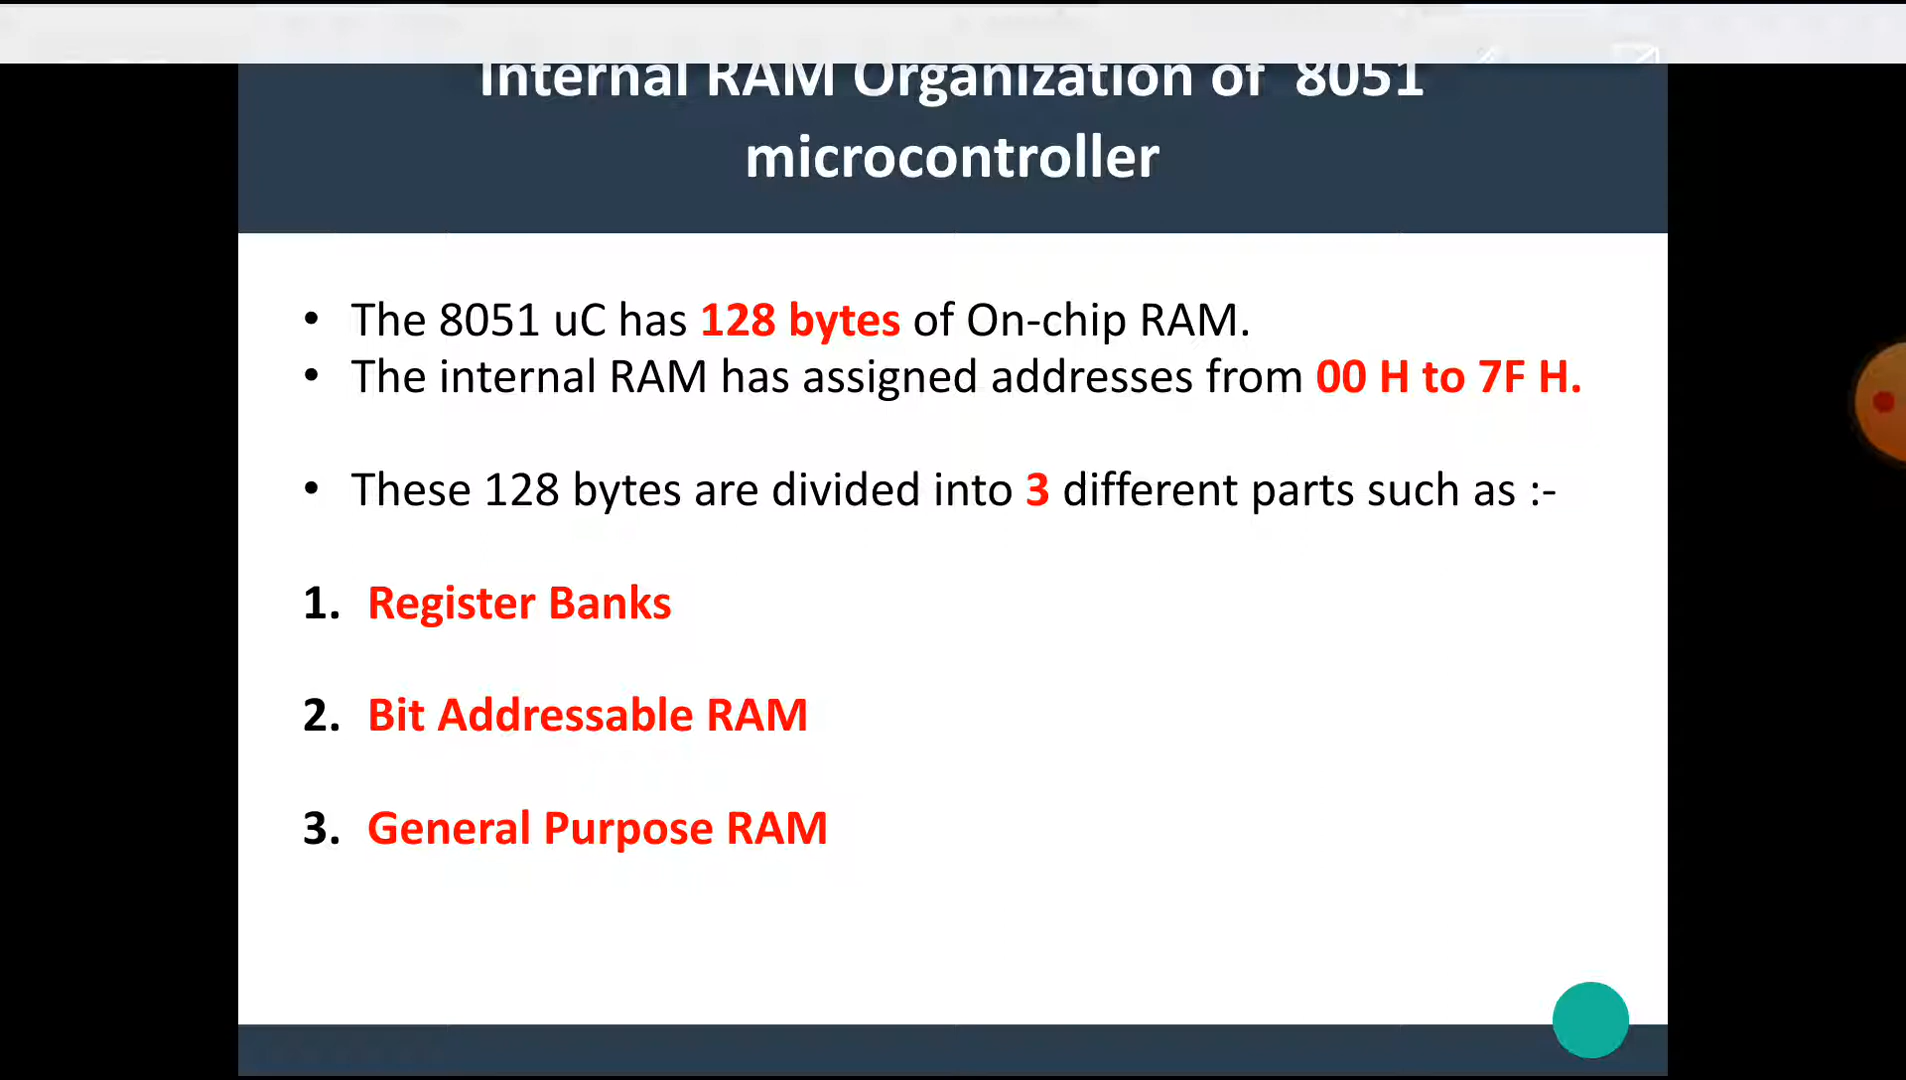 Internal RAM Organization of 8051
microcontroller
• The 8051 uC has 128 bytes of On-chip RAM.
• The internal RAM has assigned addresses from 00 H to 7F H.
• These 128 bytes are divided into 3 different parts such as :-
1. Register Banks
2. Bit Addressable RAM
3. General Purpose RAM